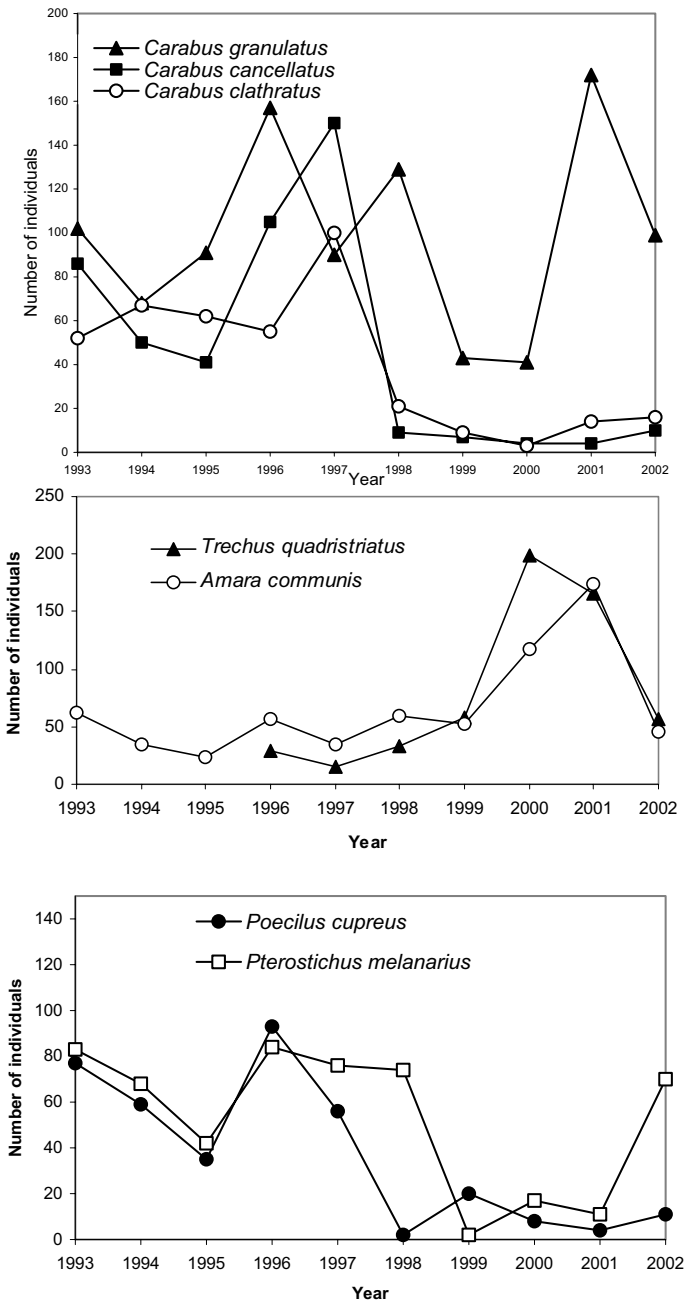 200
180
160
140
120
100
80
60
40
20
0
Number of individuals
Carabus granulatus
Carabus cancellatus
Carabus clathratus
1993 1994 1995 1996 1997 1998 1999 2000 2001 2002
Year
250
200
150
100
50
0
Number of individuals
Trechus quadristriatus
Amara communis
1993 1994 1995 1996 1997 1998 1999 2000 2001 2002
Year
140
120
100
80
60
40
20
0
Number of individuals
Poecilus cupreus
Pterostichus melanarius
1993 1994 1995 1996 1997 1998 1999 2000 2001 2002
Year